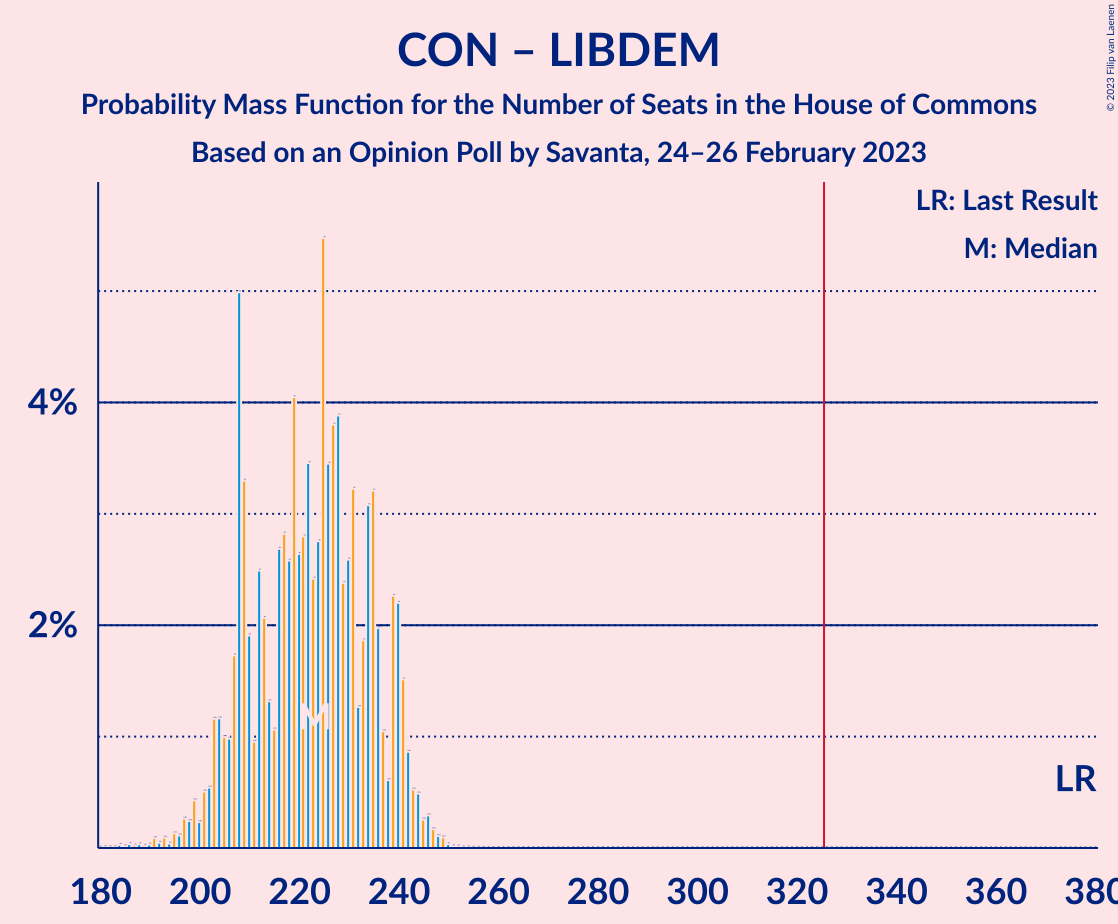 CON – LIBDEM
Probability Mass Function for the Number of Seats in the House of Commons
Based on an Opinion Poll by Savanta, 24–26 February 2023
© 2023 Filip van Laenen
LR: Last Result
M: Median
4%
2%
M
LR
180 200 220 240 260 280 300 320 340 360 380